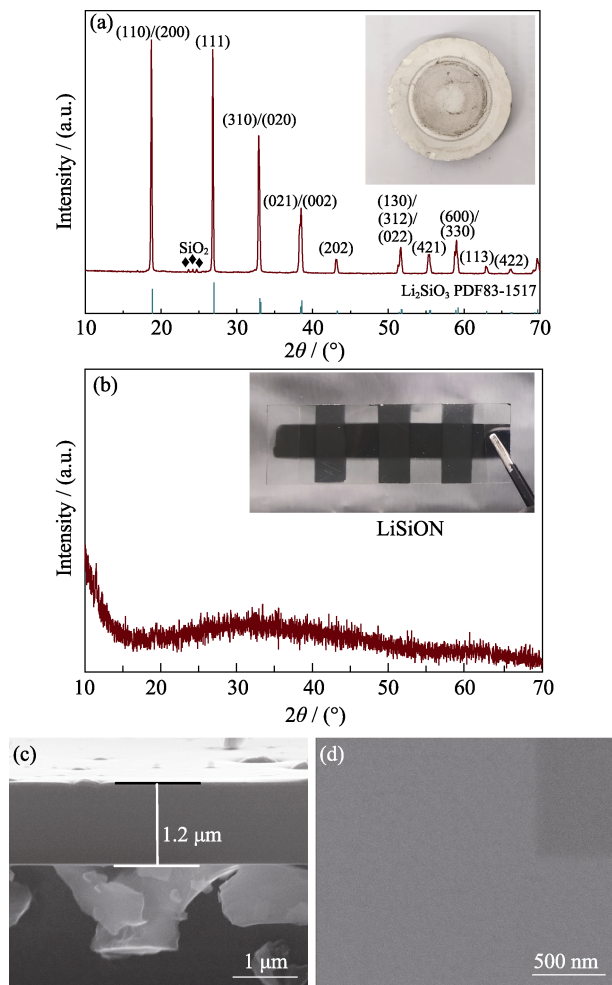 (a)
(110)/(200)
(111)
(310)/(020)
(021)/(002)
SiO₂
(202)
(130)/
(312)/
(022)
(421)
(600)/
(330)
(113)
(422)
Li₂SiO₃ PDF83-1517
Intensity / (a.u.)
10 20 30 40 50 60 70
2θ / (°)
(b)
LiSiON
Intensity / (a.u.)
10 20 30 40 50 60 70
2θ / (°)
(c)
1.2 μm
1 μm
(d)
500 nm